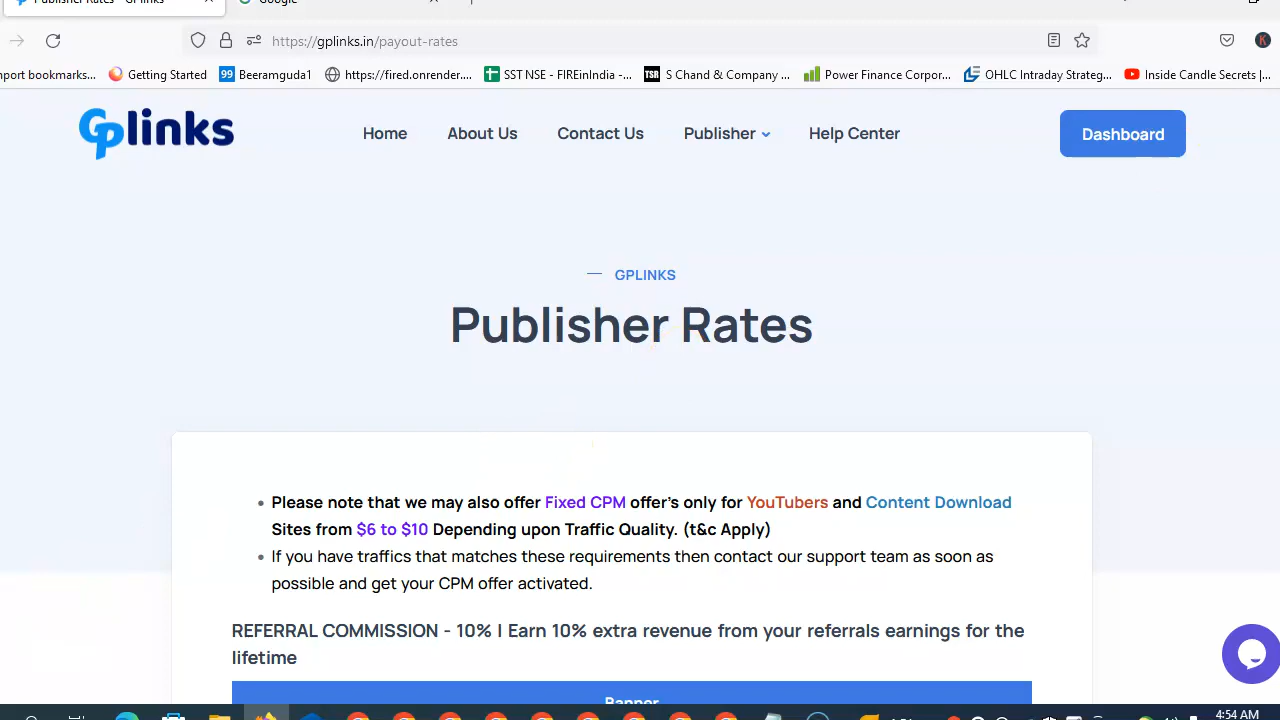 Publisher Rates - GPlinks
Google
https://gplinks.in/payout-rates
K
nport bookmarks...
Getting Started
99 Beeramguda1
https://fired.onrender....
SST NSE - FIREinIndia -...
TSR S Chand & Company ...
Power Finance Corpor...
OHLC Intraday Strateg...
Inside Candle Secrets |...
GPlinks
Home
About Us
Contact Us
Publisher
Help Center
Dashboard
GPLINKS
Publisher Rates
Please note that we may also offer Fixed CPM offer's only for YouTubers and Content Download
Sites from $6 to $10 Depending upon Traffic Quality. (t&c Apply)
If you have traffics that matches these requirements then contact our support team as soon as
possible and get your CPM offer activated.
REFERRAL COMMISSION - 10% | Earn 10% extra revenue from your referrals earnings for the
lifetime
Banner
4:54 AM